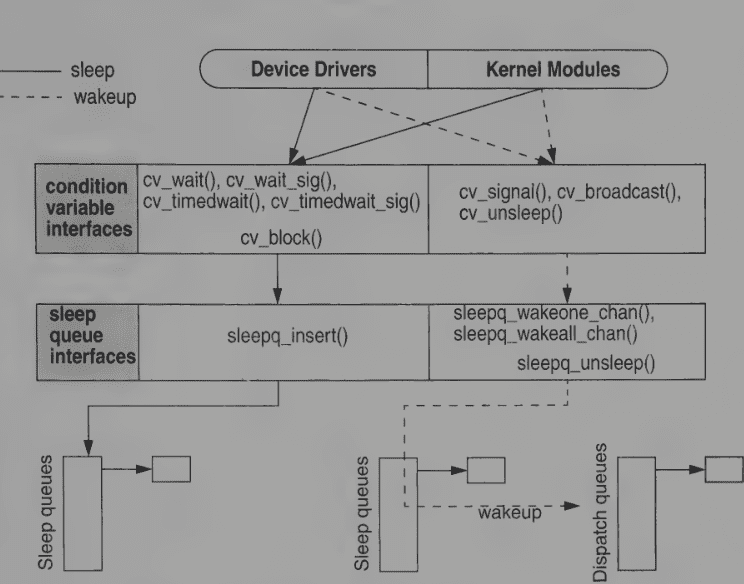 sleep
wakeup
Device Drivers
Kernel Modules
condition
variable
interfaces
cv_wait(), cv_wait_sig(),
cv_timedwait(), cv_timedwait_sig()
cv_block()
cv_signal(), cv_broadcast(),
cv_unsleep()
sleep
queue
interfaces
sleepq_insert()
sleepq_wakeone_chan(),
sleepq_wakeall_chan()
sleepq_unsleep()
Sleep queues
Sleep queues
wakeup
Dispatch queues